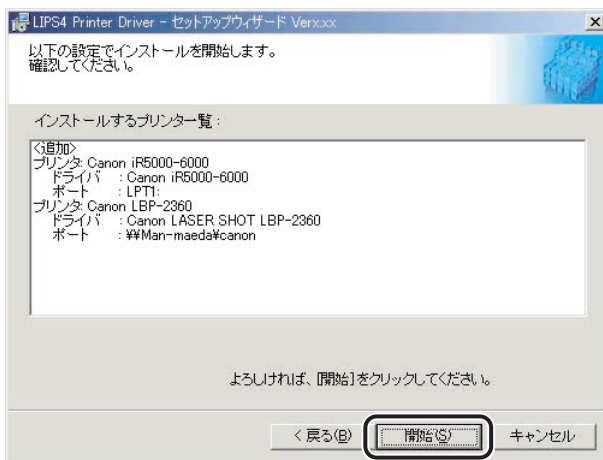 LIPS4 Printer Driver - セットアップウィザード Verx.xx
以下の設定でインストールを開始します。
確認してください。
インストールするプリンター覧：
<追加>
プリンタ: Canon iR5000-6000
ドライバ : Canon iR5000-6000
ポート : LPT1:
プリンタ: Canon LBP-2360
ドライバ : Canon LASER SHOT LBP-2360
ポート : ¥¥Man-maeda¥canon
よろしければ、[開始]をクリックしてください。
< 戻る(B)
開始(S)
キャンセル